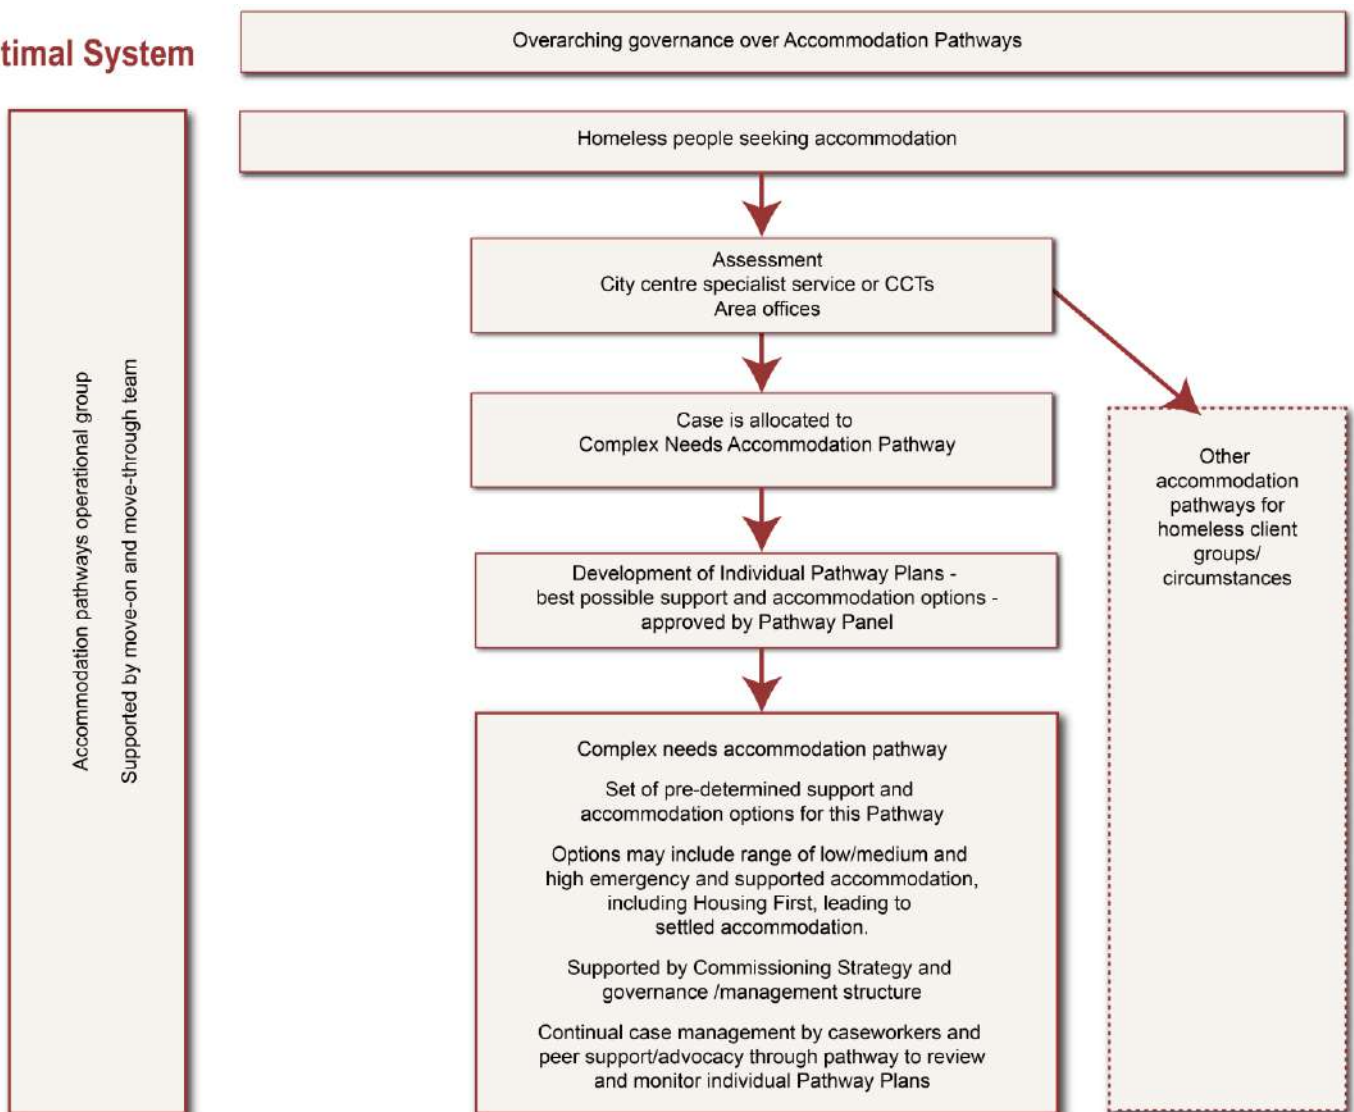 timal System
Overarching governance over Accommodation Pathways
Homeless people seeking accommodation
Accommodation pathways operational group
Supported by move-on and move-through team
Assessment
City centre specialist service or CCTs
Area offices
Case is allocated to
Complex Needs Accommodation Pathway
Development of Individual Pathway Plans -
best possible support and accommodation options -
approved by Pathway Panel
Complex needs accommodation pathway
Set of pre-determined support and
accommodation options for this Pathway
Options may include range of low/medium and
high emergency and supported accommodation,
including Housing First, leading to
settled accommodation.
Supported by Commissioning Strategy and
governance /management structure
Continual case management by caseworkers and
peer support/advocacy through pathway to review
and monitor individual Pathway Plans
Other
accommodation
pathways for
homeless client
groups/
circumstances